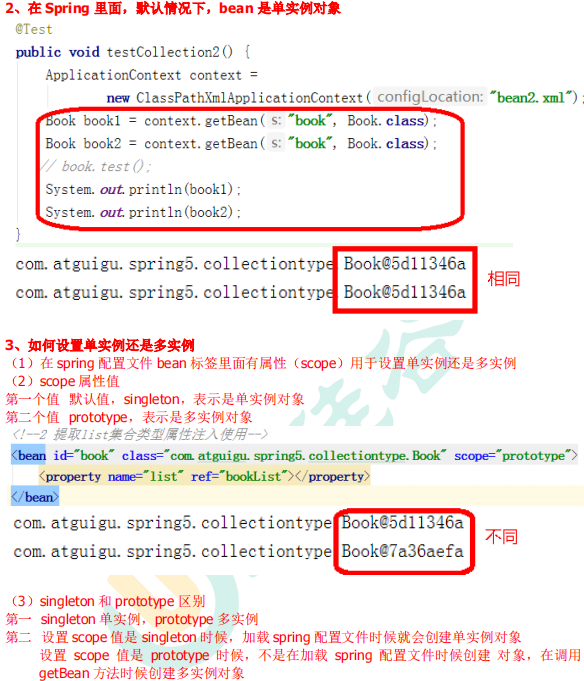 2、在 Spring 里面，默认情况下，bean 是单实例对象
@Test
public void testCollection2() {
ApplicationContext context =
new ClassPathXmlApplicationContext( configLocation: "bean2.xml");
Book book1 = context.getBean( s: "book", Book.class);
Book book2 = context.getBean( s: "book", Book.class);
// book.test();
System.out.println(book1);
System.out.println(book2);
}
com.atguigu.spring5.collectiontype.Book@5d11346a
com.atguigu.spring5.collectiontype.Book@5d11346a
相同
3、如何设置单实例还是多实例
（1）在 spring 配置文件 bean 标签里面有属性（scope）用于设置单实例还是多实例
（2）scope 属性值
第一个值 默认值，singleton，表示是单实例对象
第二个值 prototype，表示是多实例对象
<!--2 提取list集合类型属性注入使用-->
<bean id="book" class="com.atguigu.spring5.collectiontype.Book" scope="prototype">
<property name="list" ref="bookList"></property>
</bean>
com.atguigu.spring5.collectiontype.Book@5d11346a
com.atguigu.spring5.collectiontype.Book@7a36aefa
不同
（3）singleton 和 prototype 区别
第一 singleton 单实例，prototype 多实例
第二 设置 scope 值是 singleton 时候，加载 spring 配置文件时候就会创建单实例对象
设置 scope 值是 prototype 时候，不是在加载 spring 配置文件时候创建 对象，在调用
getBean 方法时候创建多实例对象